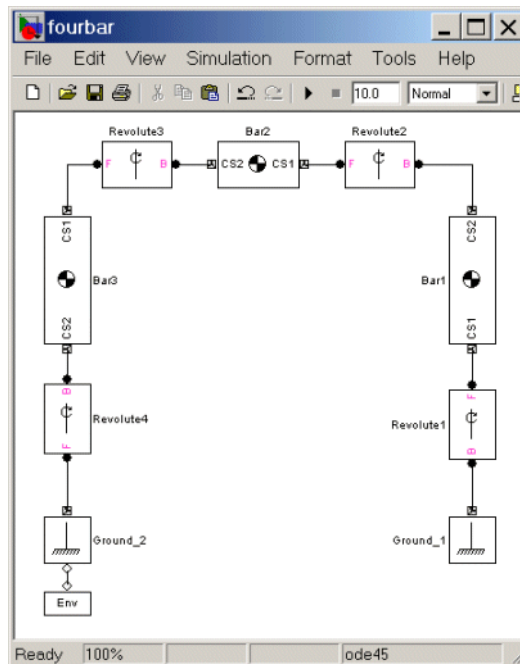 fourbar
File Edit View Simulation Format Tools Help
10.0 Normal
Revolute3 Bar2 Revolute2
F B CS2 CS1 F B
CS1 CS2
Bar3 Bar1
CS2 CS1
B F
Revolute4 Revolute1
F B
Ground_2 Ground_1
Env
Ready 100% ode45